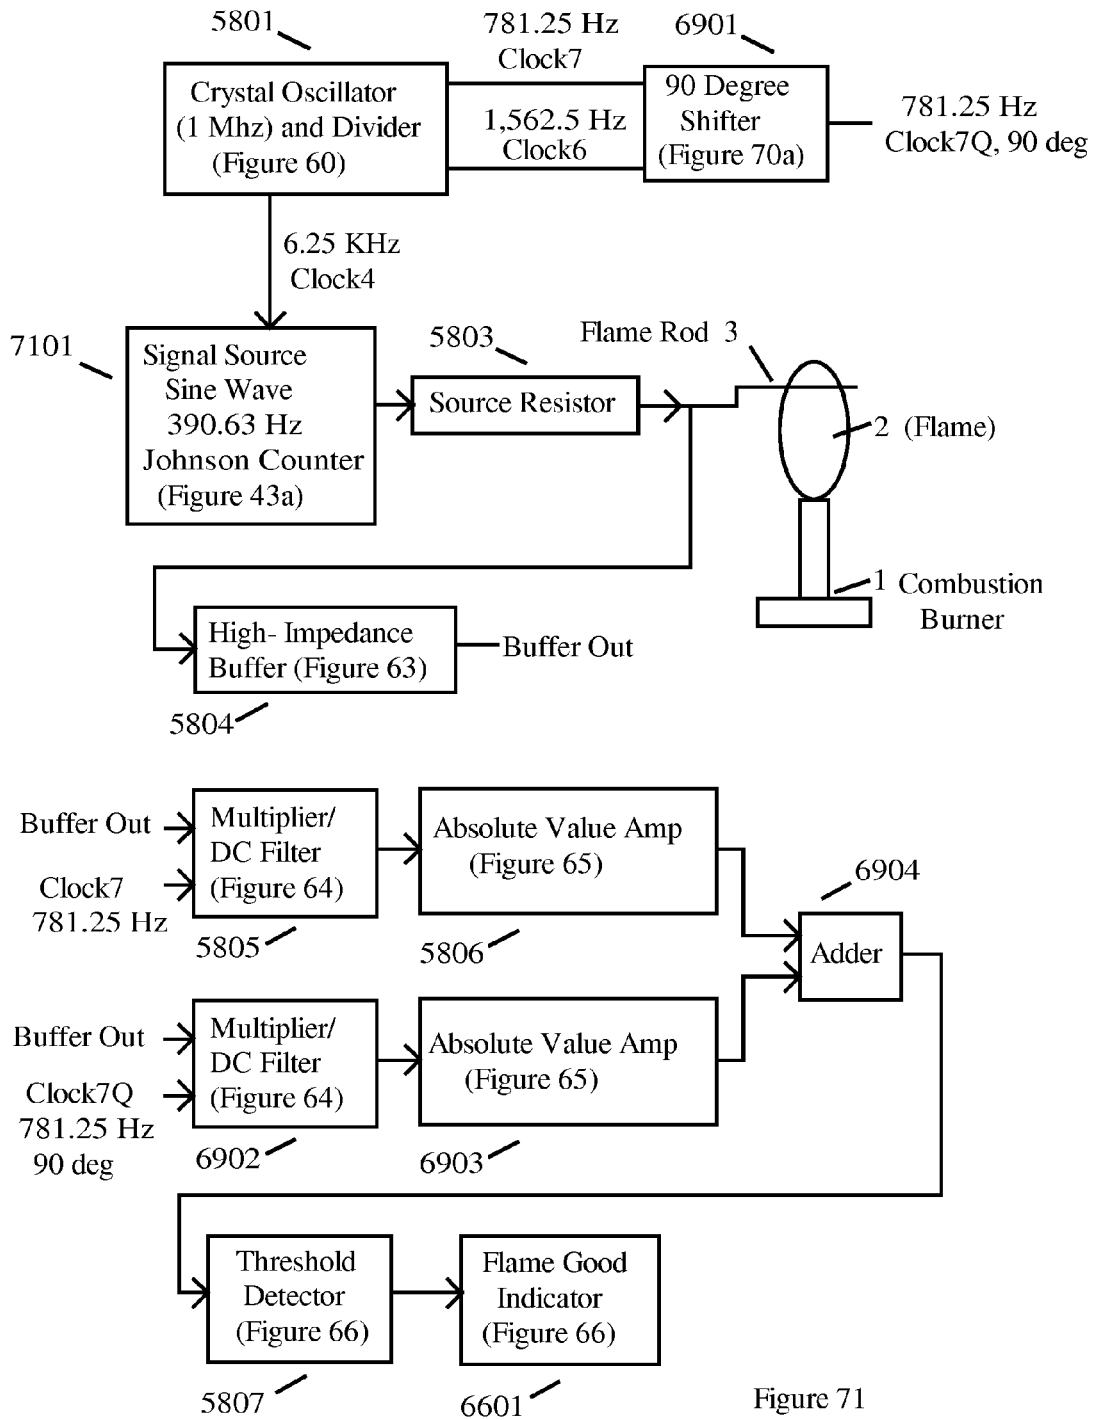 5801
781.25 Hz
Clock7
6901
Crystal Oscillator
(1 Mhz) and Divider
(Figure 60)
1,562.5 Hz
Clock6
90 Degree
Shifter
(Figure 70a)
781.25 Hz
Clock7Q, 90 deg
6.25 KHz
Clock4
7101
Signal Source
Sine Wave
390.63 Hz
Johnson Counter
(Figure 43a)
5803
Source Resistor
Flame Rod 3
2 (Flame)
1 Combustion
Burner
High- Impedance
Buffer (Figure 63)
Buffer Out
5804
Buffer Out
Clock7
781.25 Hz
Multiplier/
DC Filter
(Figure 64)
5805
Absolute Value Amp
(Figure 65)
5806
6904
Adder
Buffer Out
Clock7Q
781.25 Hz
90 deg
Multiplier/
DC Filter
(Figure 64)
6902
Absolute Value Amp
(Figure 65)
6903
Threshold
Detector
(Figure 66)
5807
Flame Good
Indicator
(Figure 66)
6601
Figure 71